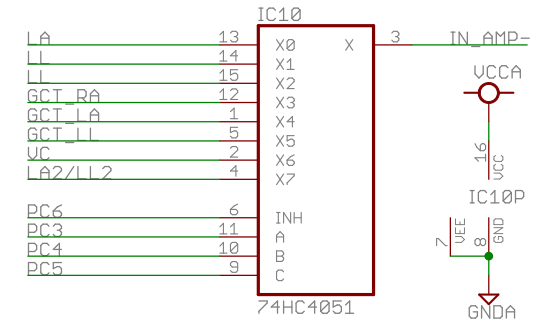 IC10
LA 13 X0 X 3 IN_AMP-
LL 14 X1
LL 15 X2
GCT_RA 12 X3
GCT_LA 1 X4
GCT_LL 5 X5
VC 2 X6
LA2/LL2 4 X7
PC6 6 INH
PC3 11 A
PC4 10 B
PC5 9 C
74HC4051
VCCA
16 VCC
IC10P
7 VEE 8 GND
GNDA